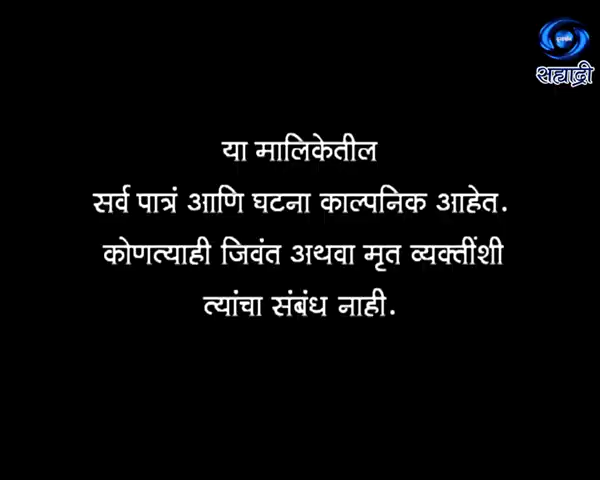 सह्याद्री
या मालिकेतील
सर्व पात्रं आणि घटना काल्पनिक आहेत.
कोणत्याही जिवंत अथवा मृत व्यक्तींशी
त्यांचा संबंध नाही.